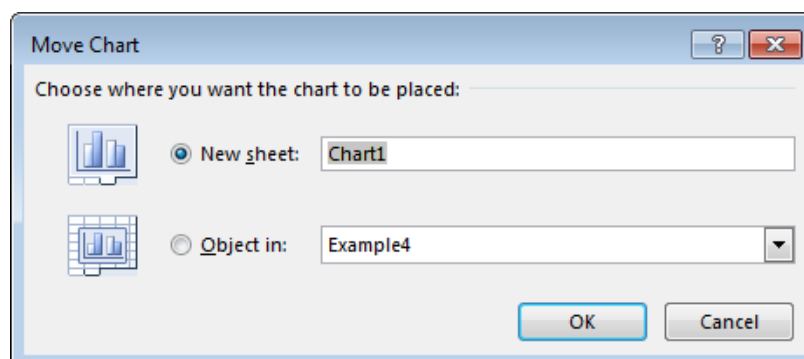 Move Chart
?
Choose where you want the chart to be placed:
New sheet: Chart1
Object in: Example4
OK Cancel